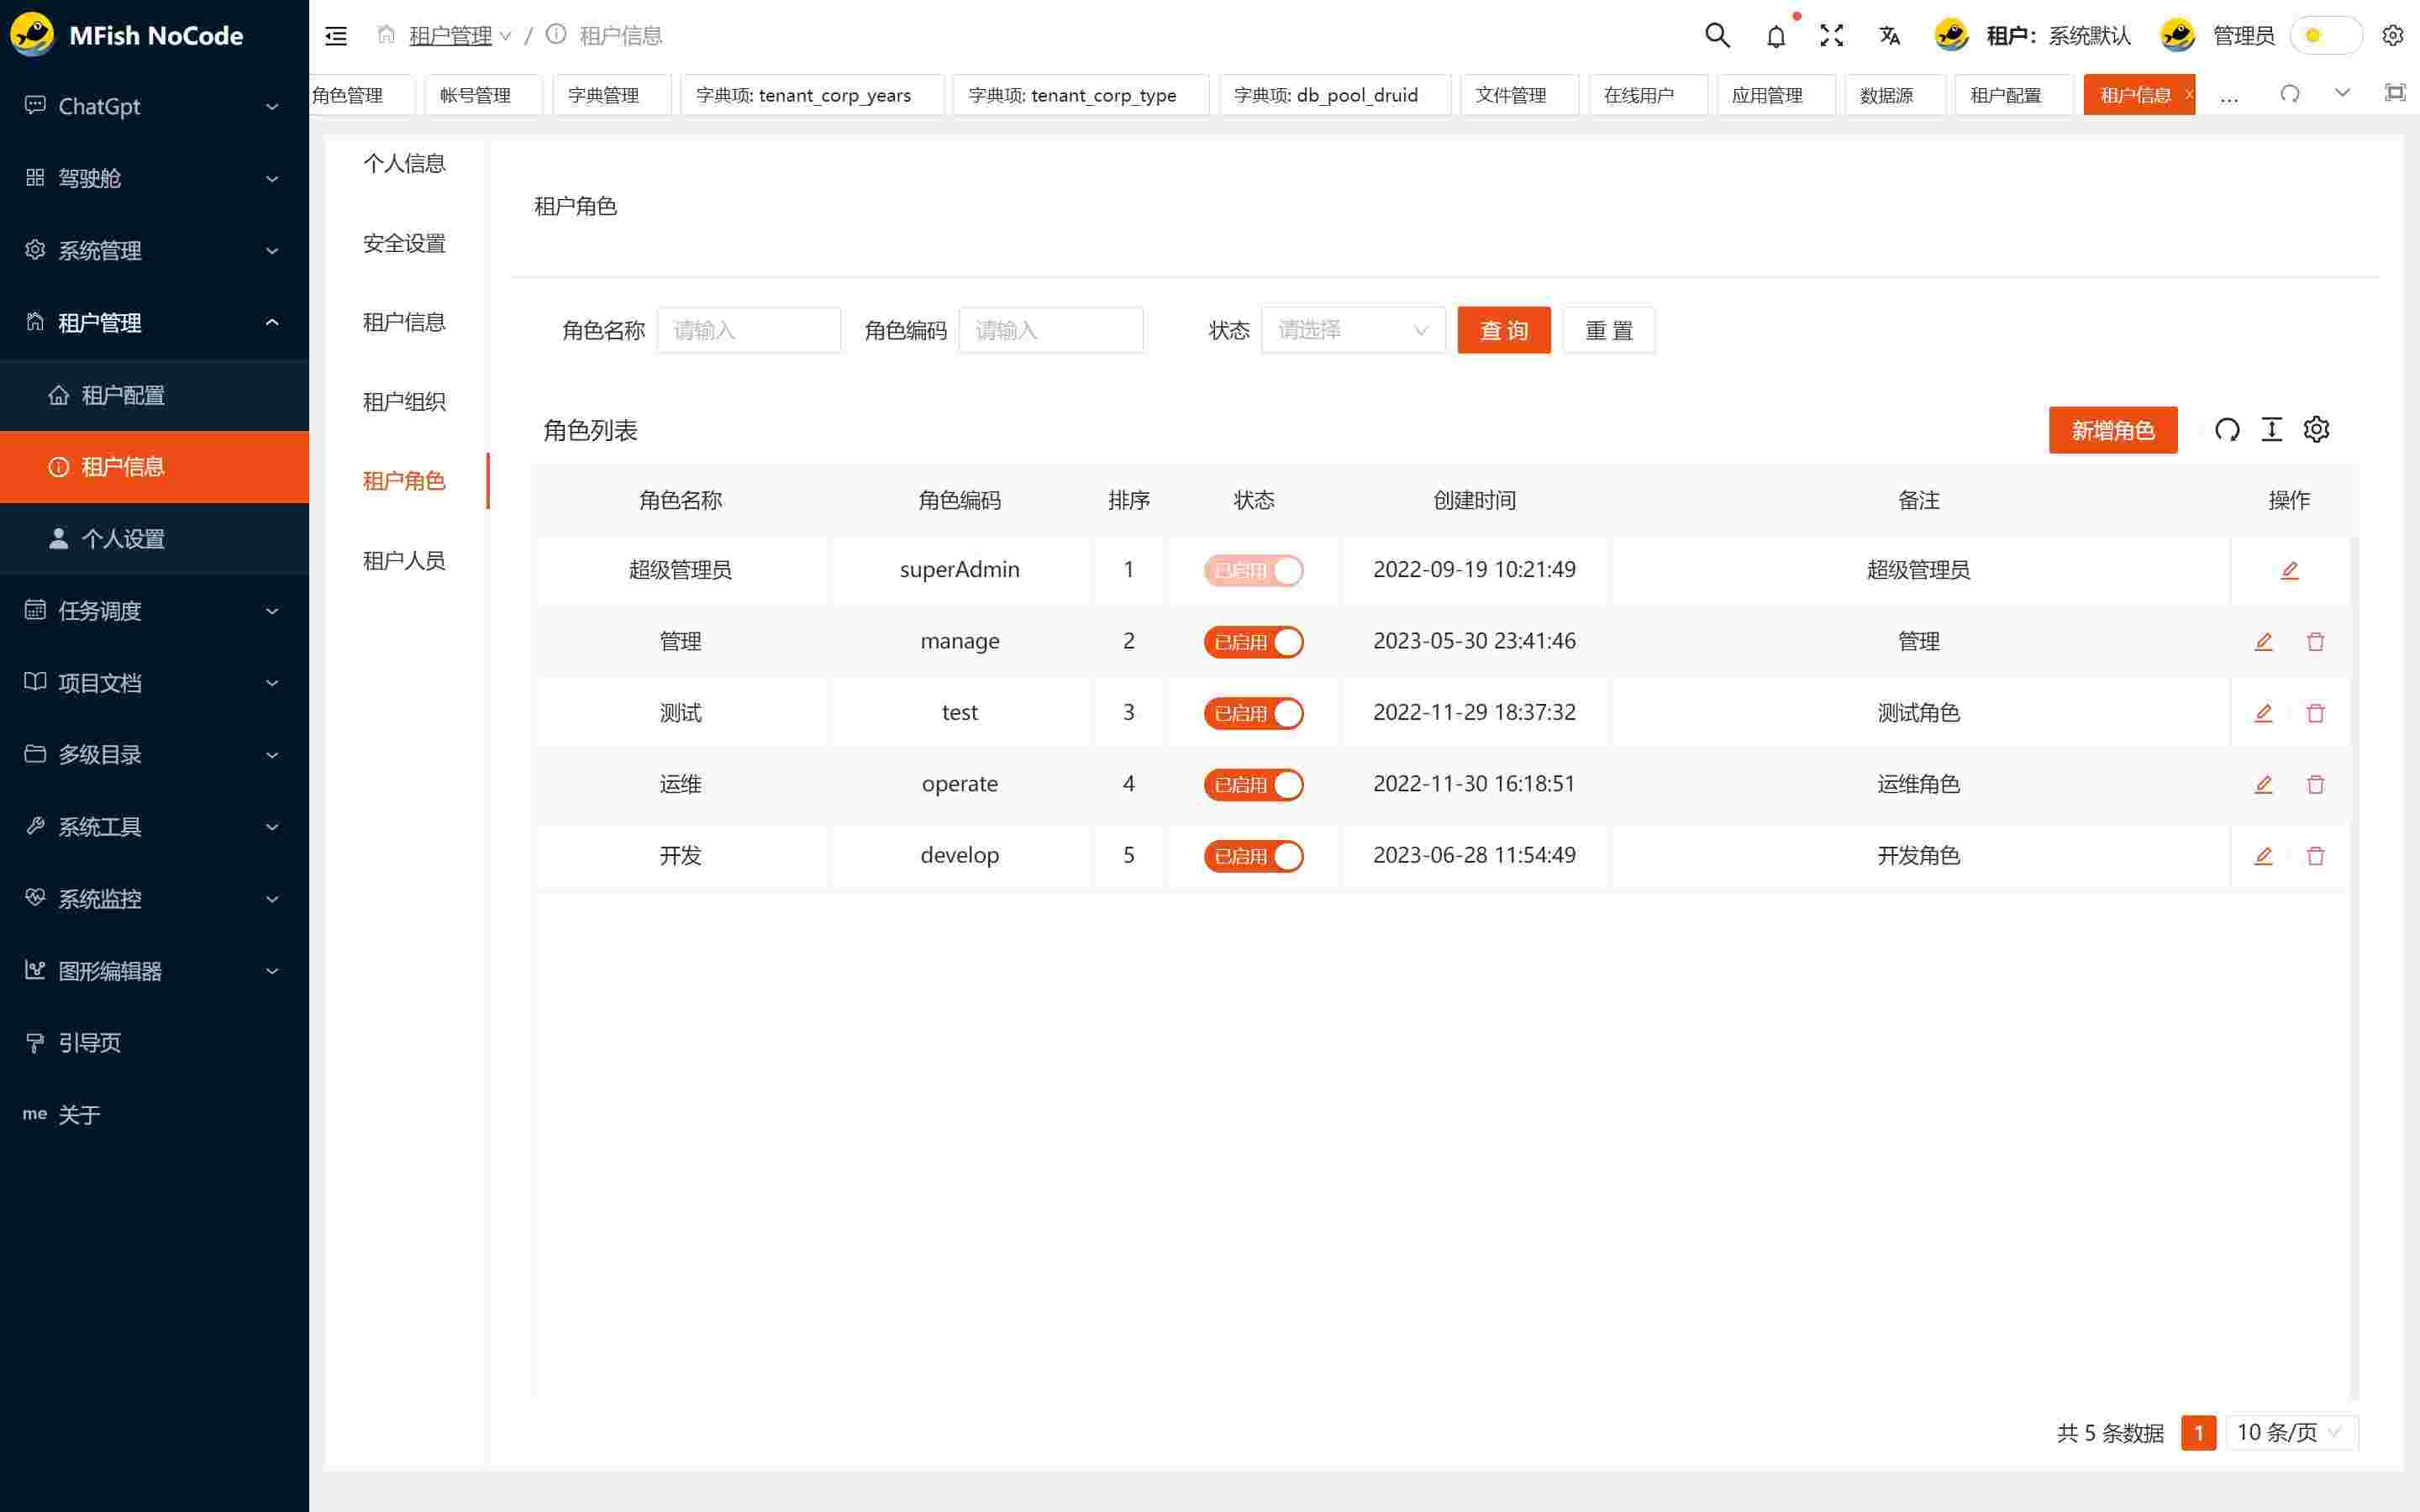 MFish NoCode
ChatGpt
驾驶舱
系统管理
租户管理
租户配置
租户信息
个人设置
任务调度
项目文档
多级目录
系统工具
系统监控
图形编辑器
引导页
me 关于
租户管理 / 租户信息
租户: 系统默认 管理员
角色管理 帐号管理 字典管理 字典项: tenant_corp_years 字典项: tenant_corp_type 字典项: db_pool_druid 文件管理 在线用户 应用管理 数据源 租户配置 租户信息 × ...
个人信息
安全设置
租户信息
租户组织
租户角色
租户人员
租户角色
角色名称 请输入 角色编码 请输入 状态 请选择 查 询 重 置
角色列表 新增角色
角色名称 角色编码 排序 状态 创建时间 备注 操作
超级管理员 superAdmin 1 已启用 2022-09-19 10:21:49 超级管理员
管理 manage 2 已启用 2023-05-30 23:41:46 管理
测试 test 3 已启用 2022-11-29 18:37:32 测试角色
运维 operate 4 已启用 2022-11-30 16:18:51 运维角色
开发 develop 5 已启用 2023-06-28 11:54:49 开发角色
共 5 条数据 1 10 条/页